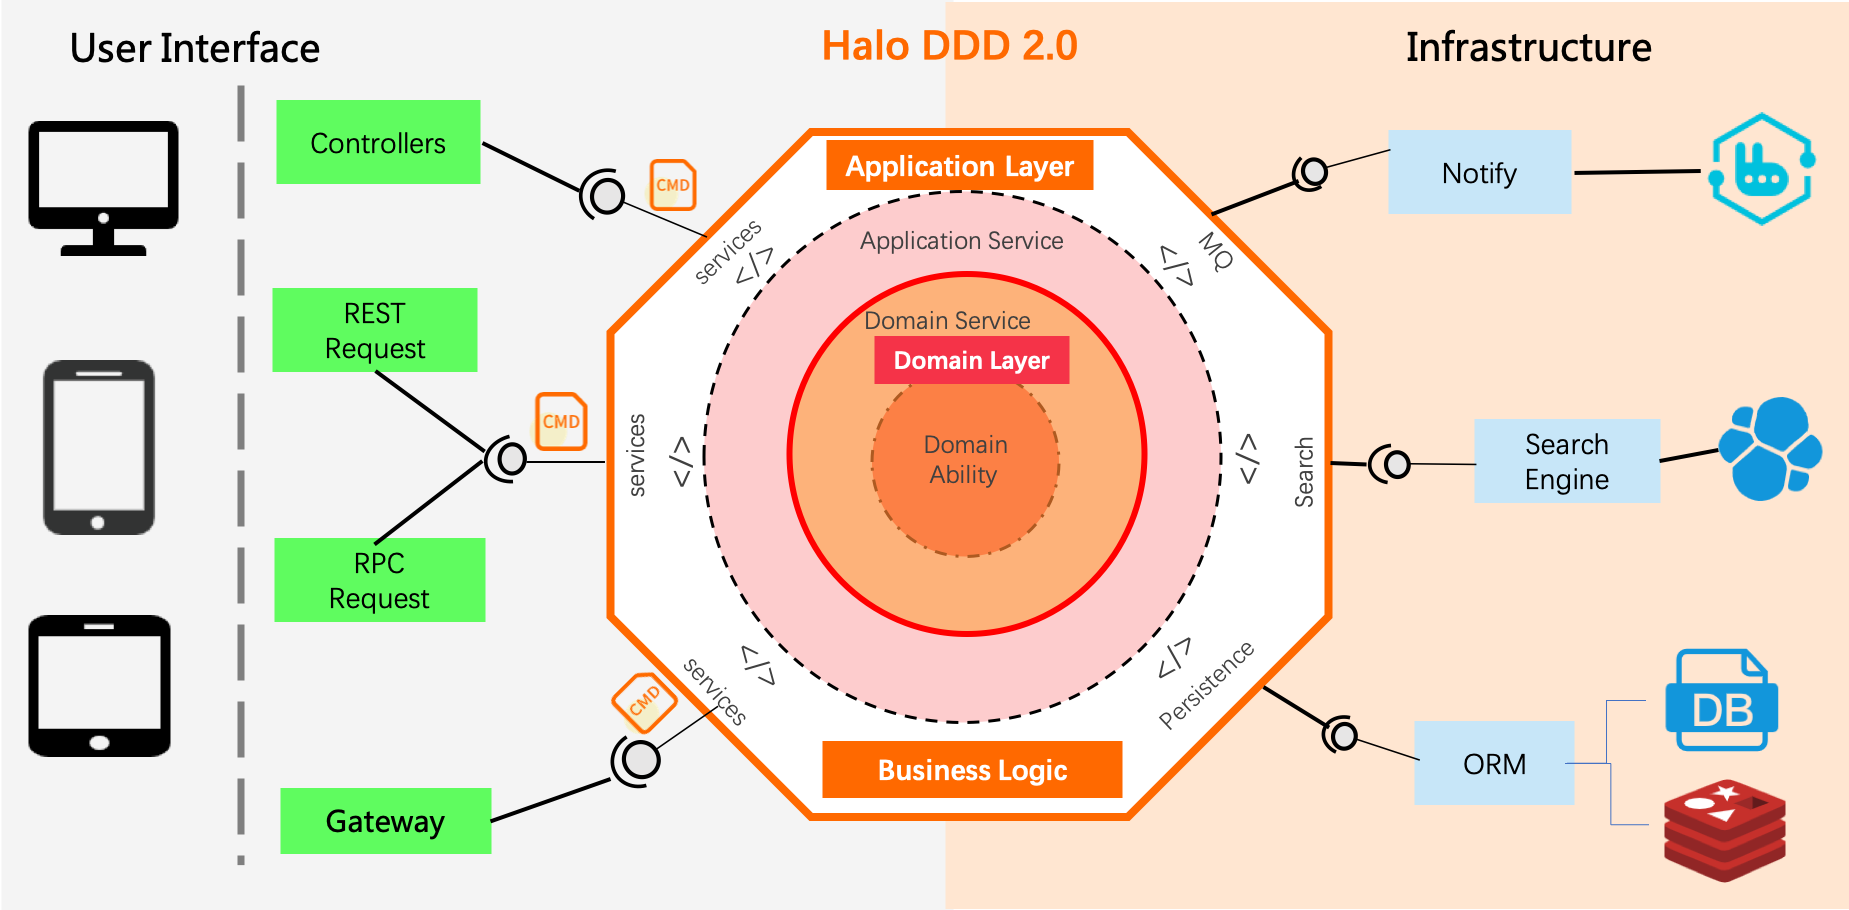 User Interface
Halo DDD 2.0
Infrastructure
Controllers
CMD
Application Layer
Notify
services
</>
Application Service
</>
MQ
REST
Request
Domain Service
Domain Layer
CMD
services
</>
Domain
Ability
</>
Search
Search
Engine
RPC
Request
CMD
services
</>
</>
Persistence
DB
Business Logic
ORM
Gateway